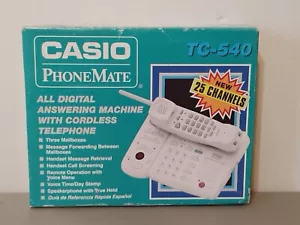 CASIO
PHONEMATE
TC-540
NEW
25 CHANNELS
ALL DIGITAL
ANSWERING MACHINE
WITH CORDLESS
TELEPHONE
• Three Mailboxes
• Message Forwarding Between
Mailboxes
• Handset Message Retrieval
• Handset Call Screening
• Remote Operation with
Voice Menu
• Voice Time/Day Stamp
• Speakerphone with True Hold
• Guía de Referencia Rápida Español